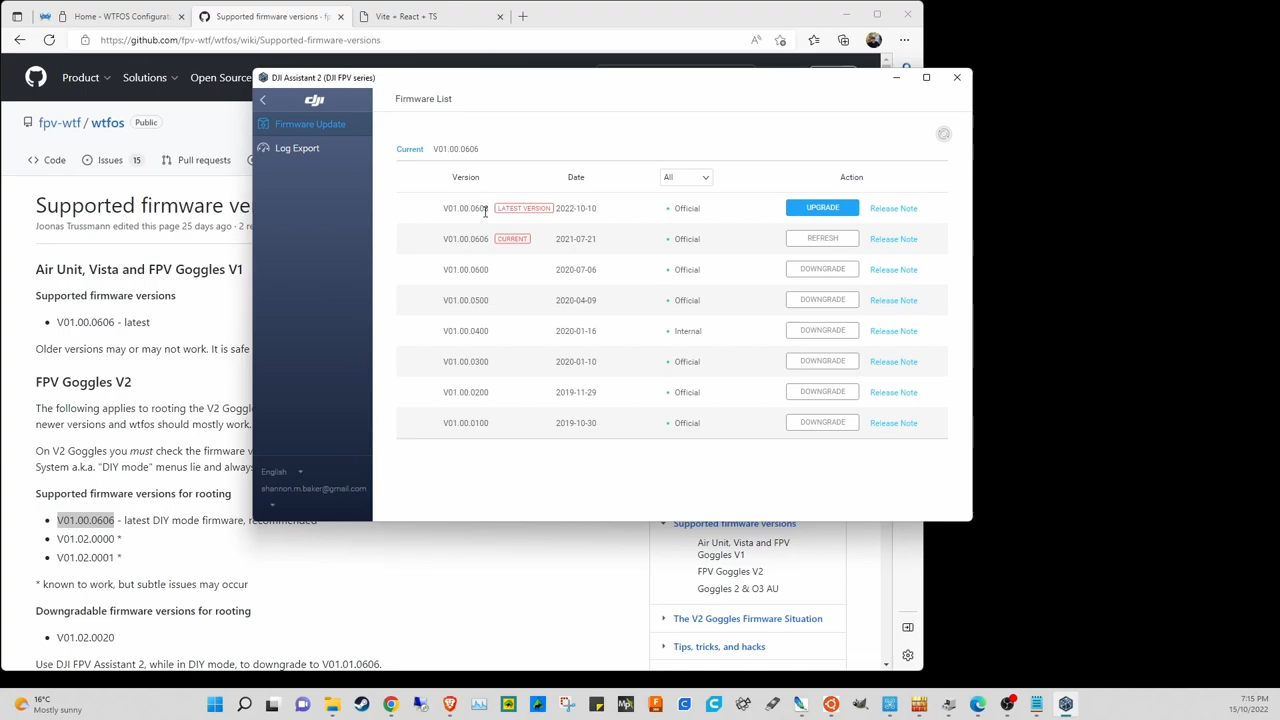 Home - WTFOS Configurat
Supported firmware versions - fp
Vite + React + TS
https://github.com/fpv-wtf/wtfos/wiki/Supported-firmware-versions
Product
Solutions
Open Source
fpv-wtf / wtfos
Public
Code
Issues 15
Pull requests
Supported firmware ve
Joonas Trussmann edited this page 25 days ago · 2 re
Air Unit, Vista and FPV Goggles V1
Supported firmware versions
V01.00.0606 - latest
Older versions may or may not work. It is safe
FPV Goggles V2
The following applies to rooting the V2 Goggl
newer versions and wtfos should mostly work.
On V2 Goggles you must check the firmware v
System a.k.a. "DIY mode" menus lie and always
Supported firmware versions for rooting
V01.00.0606 - latest DIY mode firmware, recommended
V01.02.0000 *
V01.02.0001 *
* known to work, but subtle issues may occur
Downgradable firmware versions for rooting
V01.02.0020
Use DJI FPV Assistant 2, while in DIY mode, to downgrade to V01.01.0606.
DJI Assistant 2 (DJI FPV series)
dji
Firmware Update
Log Export
English
shannon.m.baker@gmail.com
Firmware List
Current V01.00.0606
Version Date All Action
V01.00.0608 LATEST VERSION 2022-10-10 Official UPGRADE Release Note
V01.00.0606 CURRENT 2021-07-21 Official REFRESH Release Note
V01.00.0600 2020-07-06 Official DOWNGRADE Release Note
V01.00.0500 2020-04-09 Official DOWNGRADE Release Note
V01.00.0400 2020-01-16 Internal DOWNGRADE Release Note
V01.00.0300 2020-01-10 Official DOWNGRADE Release Note
V01.00.0200 2019-11-29 Official DOWNGRADE Release Note
V01.00.0100 2019-10-30 Official DOWNGRADE Release Note
Supported firmware versions
Air Unit, Vista and FPV
Goggles V1
FPV Goggles V2
Goggles 2 & O3 AU
The V2 Goggles Firmware Situation
Tips, tricks, and hacks
16°C
Mostly sunny
7:15 PM
15/10/2022